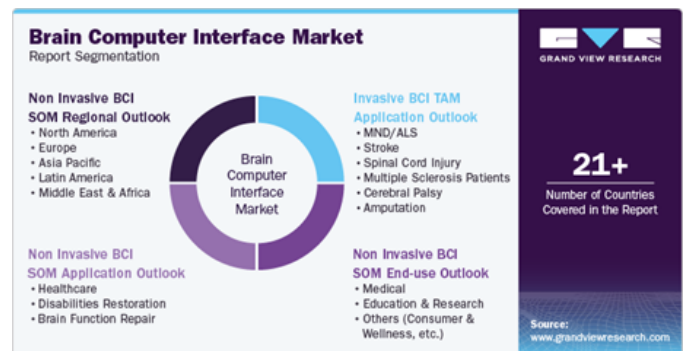 Brain Computer Interface Market
Report Segmentation
Non Invasive BCI
SOM Regional Outlook
• North America
• Europe
• Asia Pacific
• Latin America
• Middle East & Africa
Invasive BCI TAM
Application Outlook
• MND/ALS
• Stroke
• Spinal Cord Injury
• Multiple Sclerosis Patients
• Cerebral Palsy
• Amputation
Brain
Computer
Interface
Market
Non Invasive BCI
SOM Application Outlook
• Healthcare
• Disabilities Restoration
• Brain Function Repair
Non Invasive BCI
SOM End-use Outlook
• Medical
• Education & Research
• Others (Consumer &
Wellness, etc.)
GRAND VIEW RESEARCH
21+
Number of Countries
Covered in the Report
Source:
www.grandviewresearch.com